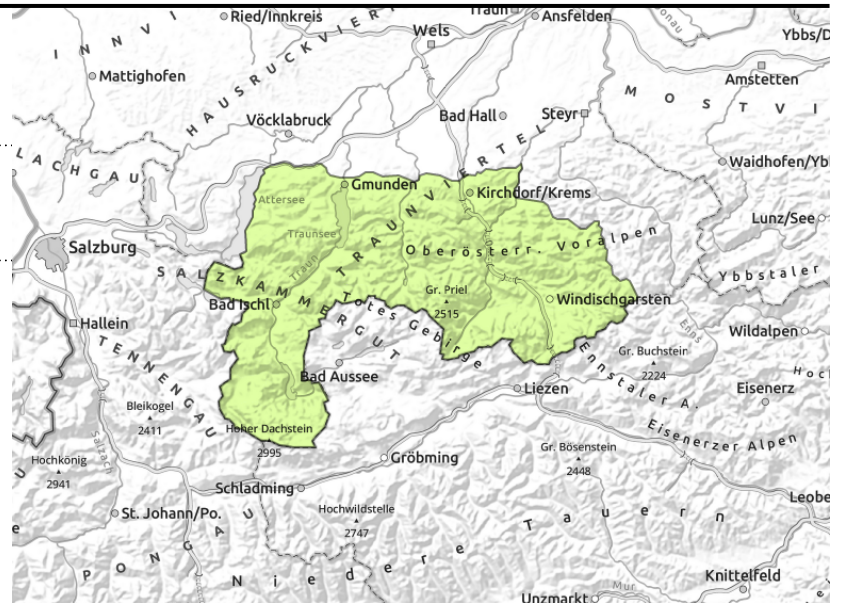 Ried/Innkreis
Traun
Ansfelden
Wels
Ybbs/D
INNVI
Mattighofen
HAUSRUCKVIERT
Amstetten
MOSTVI
Vöcklabruck
Bad Hall
Steyr
LACHGAU
Waidhofen/Ybl
Gmunden
Kirchdorf/Krems
Attersee
TRAUNVIERTEL
Lunz/See
Salzburg
Traunsee
Oberösterr. Voralpen
Traun
SALZKAMMERGUT
Ybbstaler
Gr. Priel
2515
Bad Ischl
Totes Gebirge
Windischgarsten
Hallein
Enns
Wildalpen
TENNENGAU
Gr. Buchstein
2224
Bad Aussee
Ennstaler A.
Hoc
Liezen
Eisenerz
Bleikogel
2411
Hoher Dachstein
2995
Eisenerzer Alpen
Salzach
Hochkönig
2941
Gröbming
Gr. Bösenstein
2448
Schladming
Leobe
St. Johann/Po.
Hochwildstelle
2747
PONGAU
Niedere Tauern
Knittelfeld
Mur
Unzmarkt